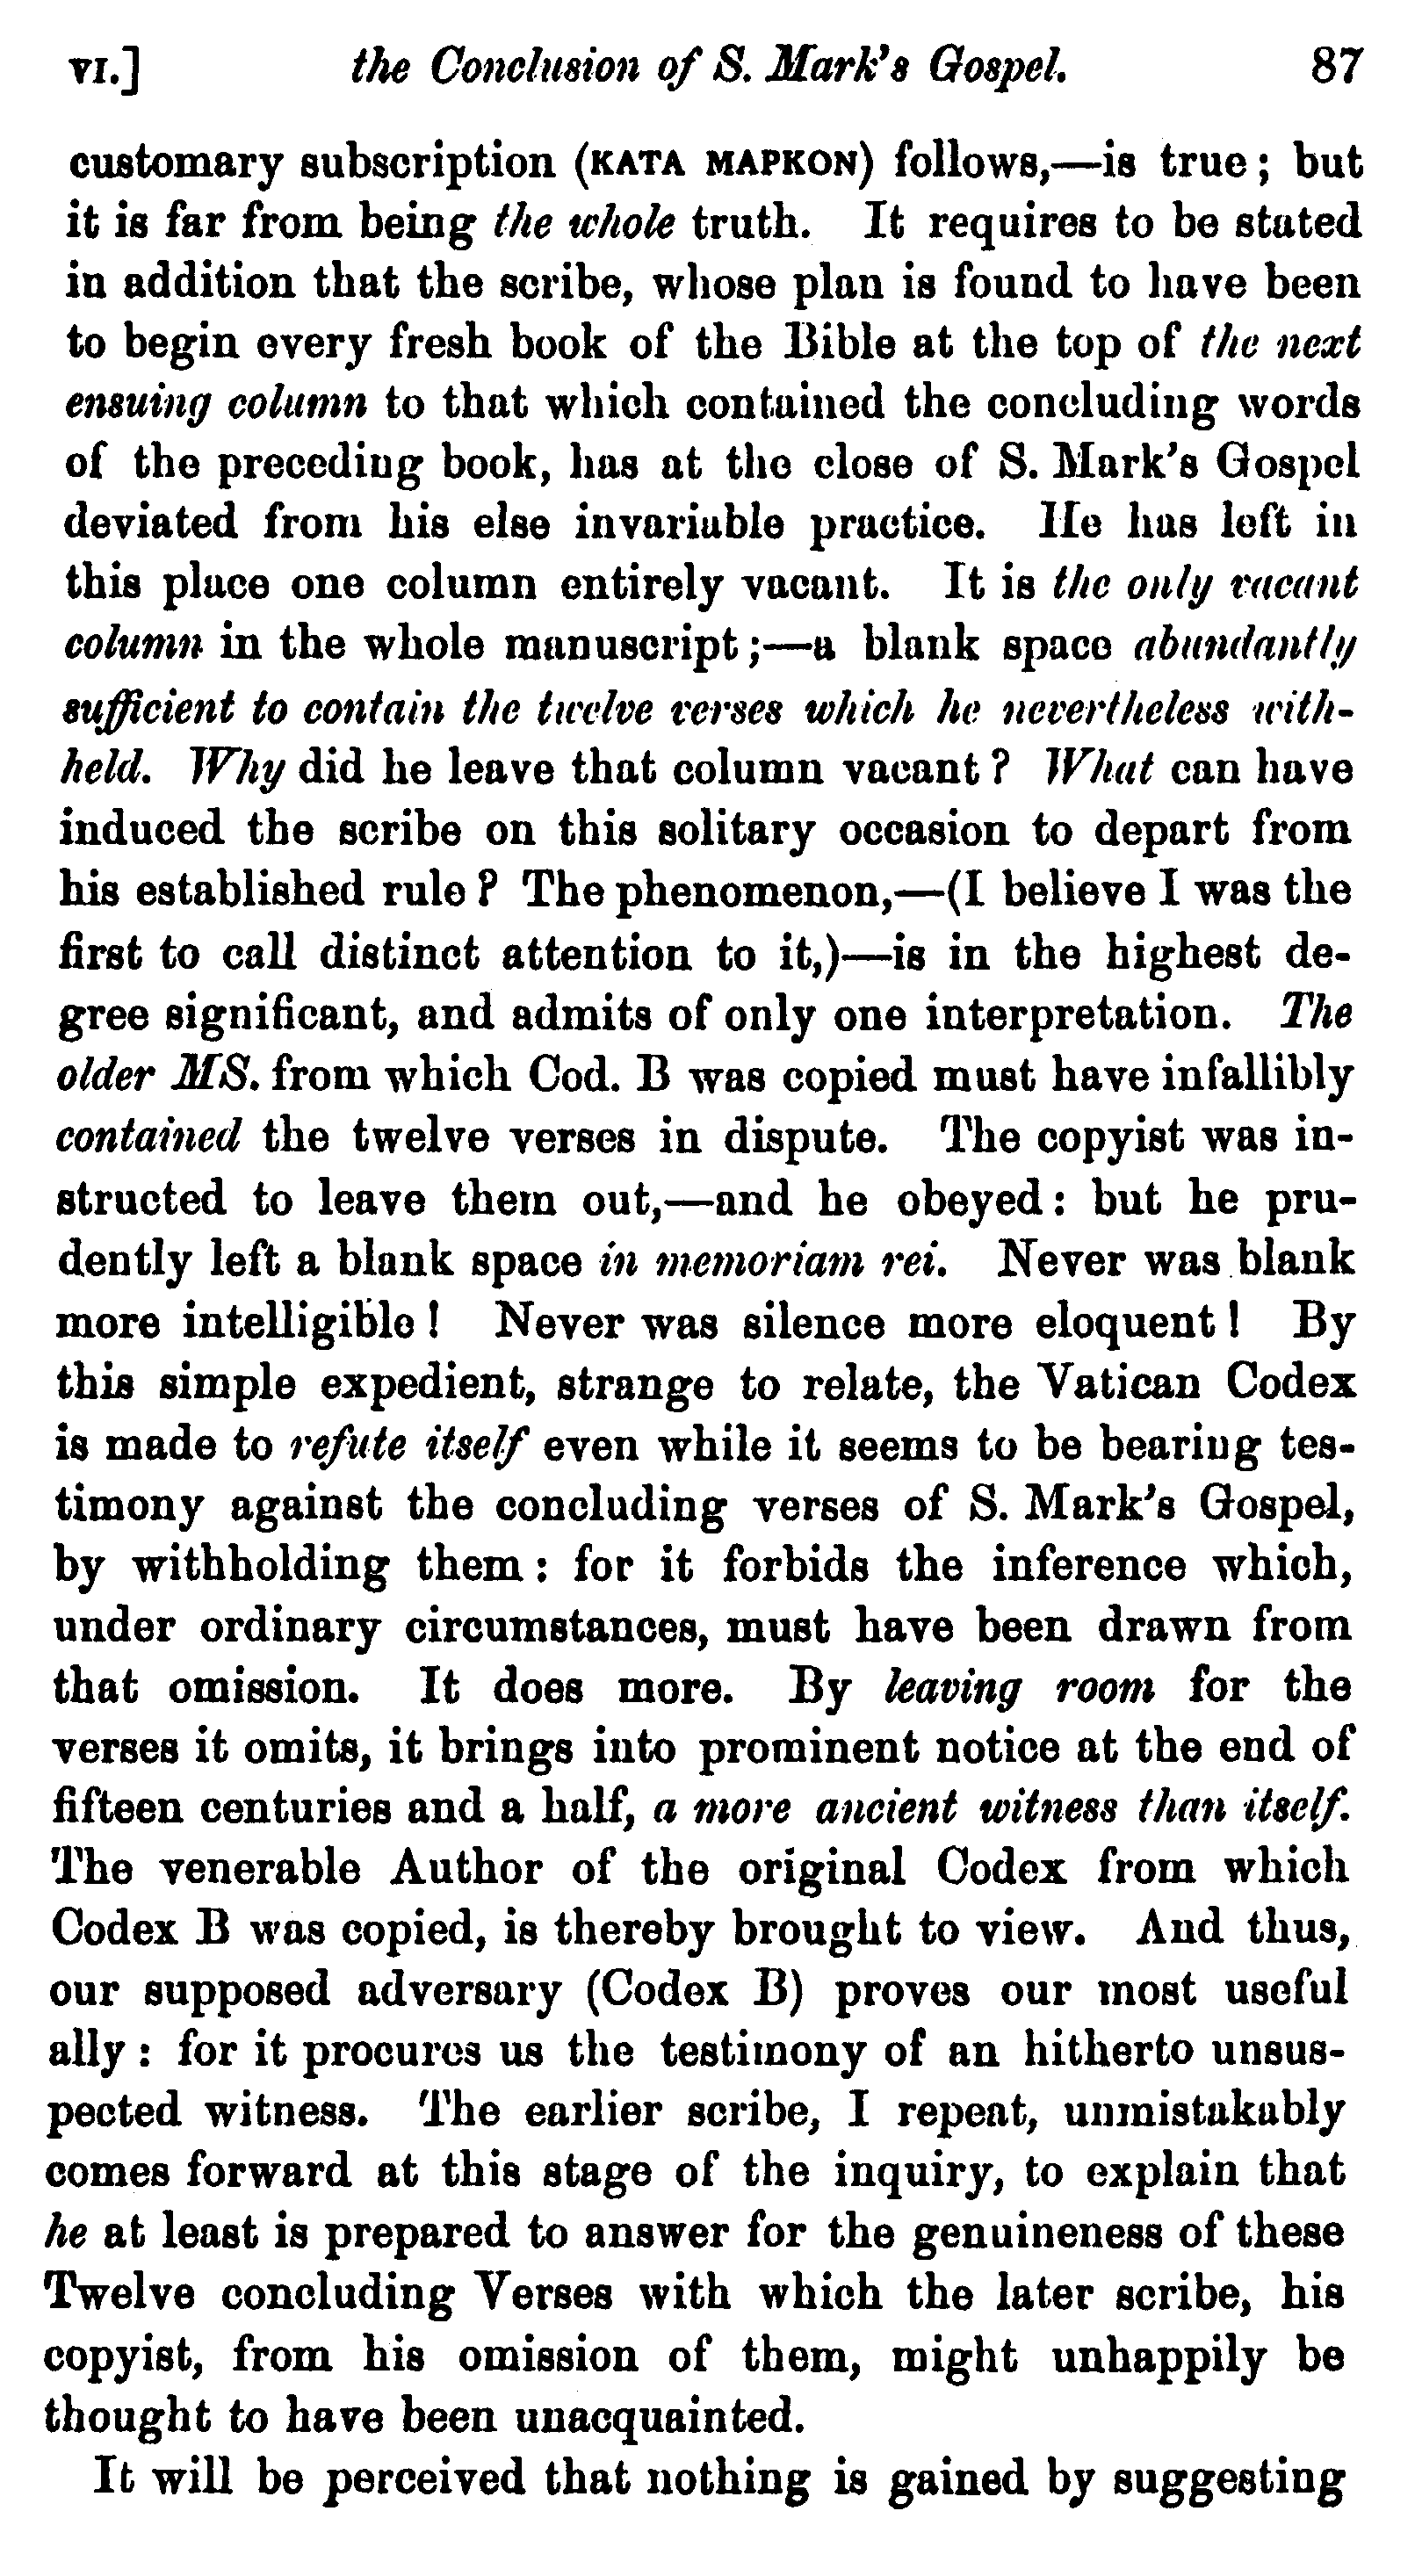 VI.] the Conclusion of S. Mark's Gospel. 87
customary subscription (ΚΑΤΑ ΜΑΡΚΟΝ) follows,—is true; but
it is far from being the whole truth. It requires to be stated
in addition that the scribe, whose plan is found to have been
to begin every fresh book of the Bible at the top of the next
ensuing column to that which contained the concluding words
of the preceding book, has at the close of S. Mark's Gospel
deviated from his else invariable practice. He has left in
this place one column entirely vacant. It is the only vacant
column in the whole manuscript;—a blank space abundantly
sufficient to contain the twelve verses which he nevertheless with-
held. Why did he leave that column vacant? What can have
induced the scribe on this solitary occasion to depart from
his established rule? The phenomenon,—(I believe I was the
first to call distinct attention to it,)—is in the highest de-
gree significant, and admits of only one interpretation. The
older MS. from which Cod. B was copied must have infallibly
contained the twelve verses in dispute. The copyist was in-
structed to leave them out,—and he obeyed: but he pru-
dently left a blank space in memoriam rei. Never was blank
more intelligible! Never was silence more eloquent! By
this simple expedient, strange to relate, the Vatican Codex
is made to refute itself even while it seems to be bearing tes-
timony against the concluding verses of S. Mark's Gospel,
by withholding them: for it forbids the inference which,
under ordinary circumstances, must have been drawn from
that omission. It does more. By leaving room for the
verses it omits, it brings into prominent notice at the end of
fifteen centuries and a half, a more ancient witness than itself.
The venerable Author of the original Codex from which
Codex B was copied, is thereby brought to view. And thus,
our supposed adversary (Codex B) proves our most useful
ally: for it procures us the testimony of an hitherto unsus-
pected witness. The earlier scribe, I repeat, unmistakably
comes forward at this stage of the inquiry, to explain that
he at least is prepared to answer for the genuineness of these
Twelve concluding Verses with which the later scribe, his
copyist, from his omission of them, might unhappily be
thought to have been unacquainted.
It will be perceived that nothing is gained by suggesting